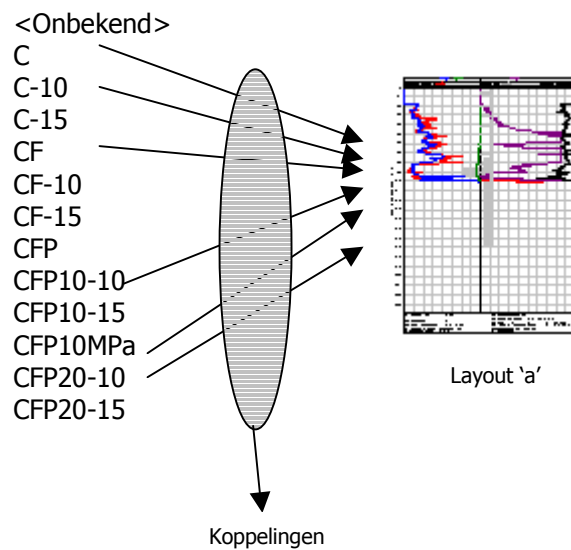 <Onbekend>
C
C-10
C-15
CF
CF-10
CF-15
CFP
CFP10-10
CFP10-15
CFP10MPa
CFP20-10
CFP20-15
Layout ‘a’
Koppelingen